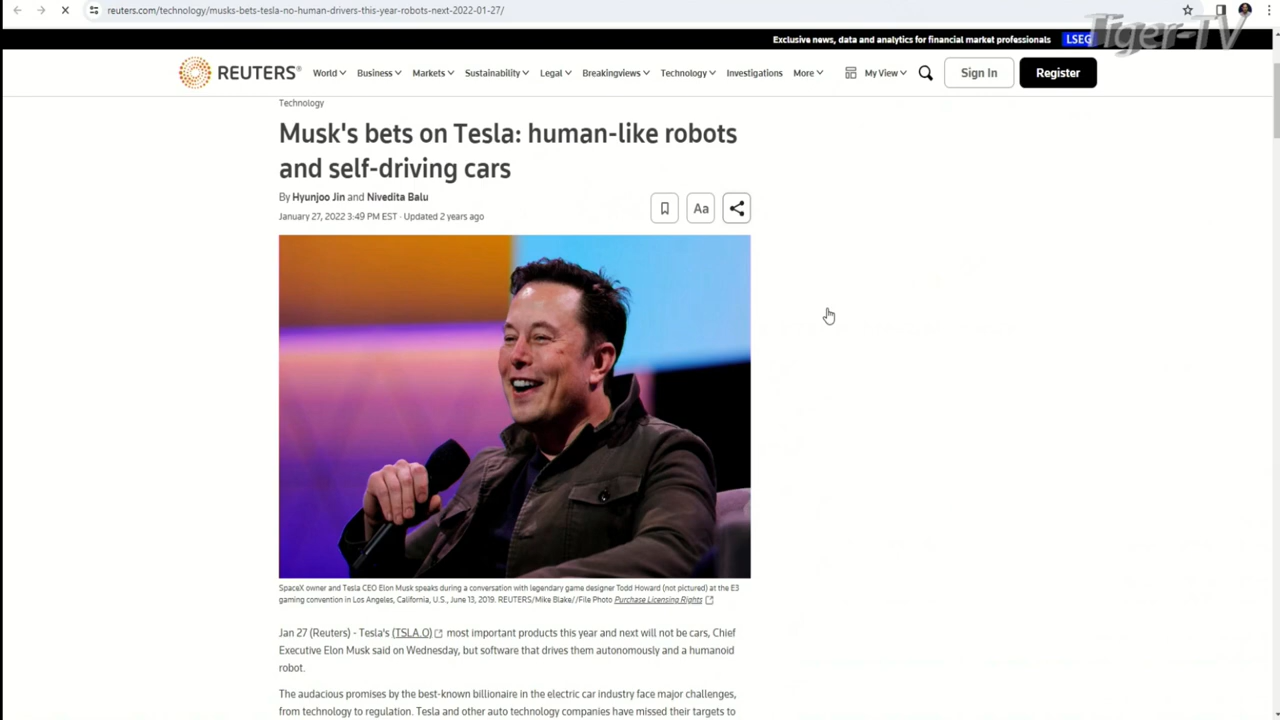 reuters.com/technology/musks-bets-tesla-no-human-drivers-this-year-robots-next-2022-01-27/
Tiger-TV
Exclusive news, data and analytics for financial market professionals LSEG
REUTERS® World Business Markets Sustainability Legal Breakingviews Technology Investigations More My View Sign In Register
Technology
Musk's bets on Tesla: human-like robots
and self-driving cars
By Hyunjoo Jin and Nivedita Balu
January 27, 2022 3:49 PM EST · Updated 2 years ago
Aa
SpaceX owner and Tesla CEO Elon Musk speaks during a conversation with legendary game designer Todd Howard (not pictured) at the E3
gaming convention in Los Angeles, California, U.S., June 13, 2019. REUTERS/Mike Blake//File Photo Purchase Licensing Rights
Jan 27 (Reuters) - Tesla's (TSLA.O) most important products this year and next will not be cars, Chief
Executive Elon Musk said on Wednesday, but software that drives them autonomously and a humanoid
robot.
The audacious promises by the best-known billionaire in the electric car industry face major challenges,
from technology to regulation. Tesla and other auto technology companies have missed their targets to